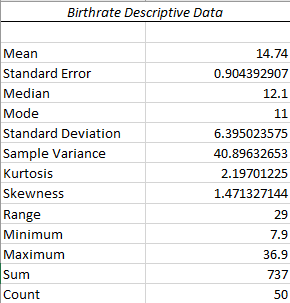 Birthrate Descriptive Data
Mean 14.74
Standard Error 0.904392907
Median 12.1
Mode 11
Standard Deviation 6.395023575
Sample Variance 40.89632653
Kurtosis 2.19701225
Skewness 1.471327144
Range 29
Minimum 7.9
Maximum 36.9
Sum 737
Count 50